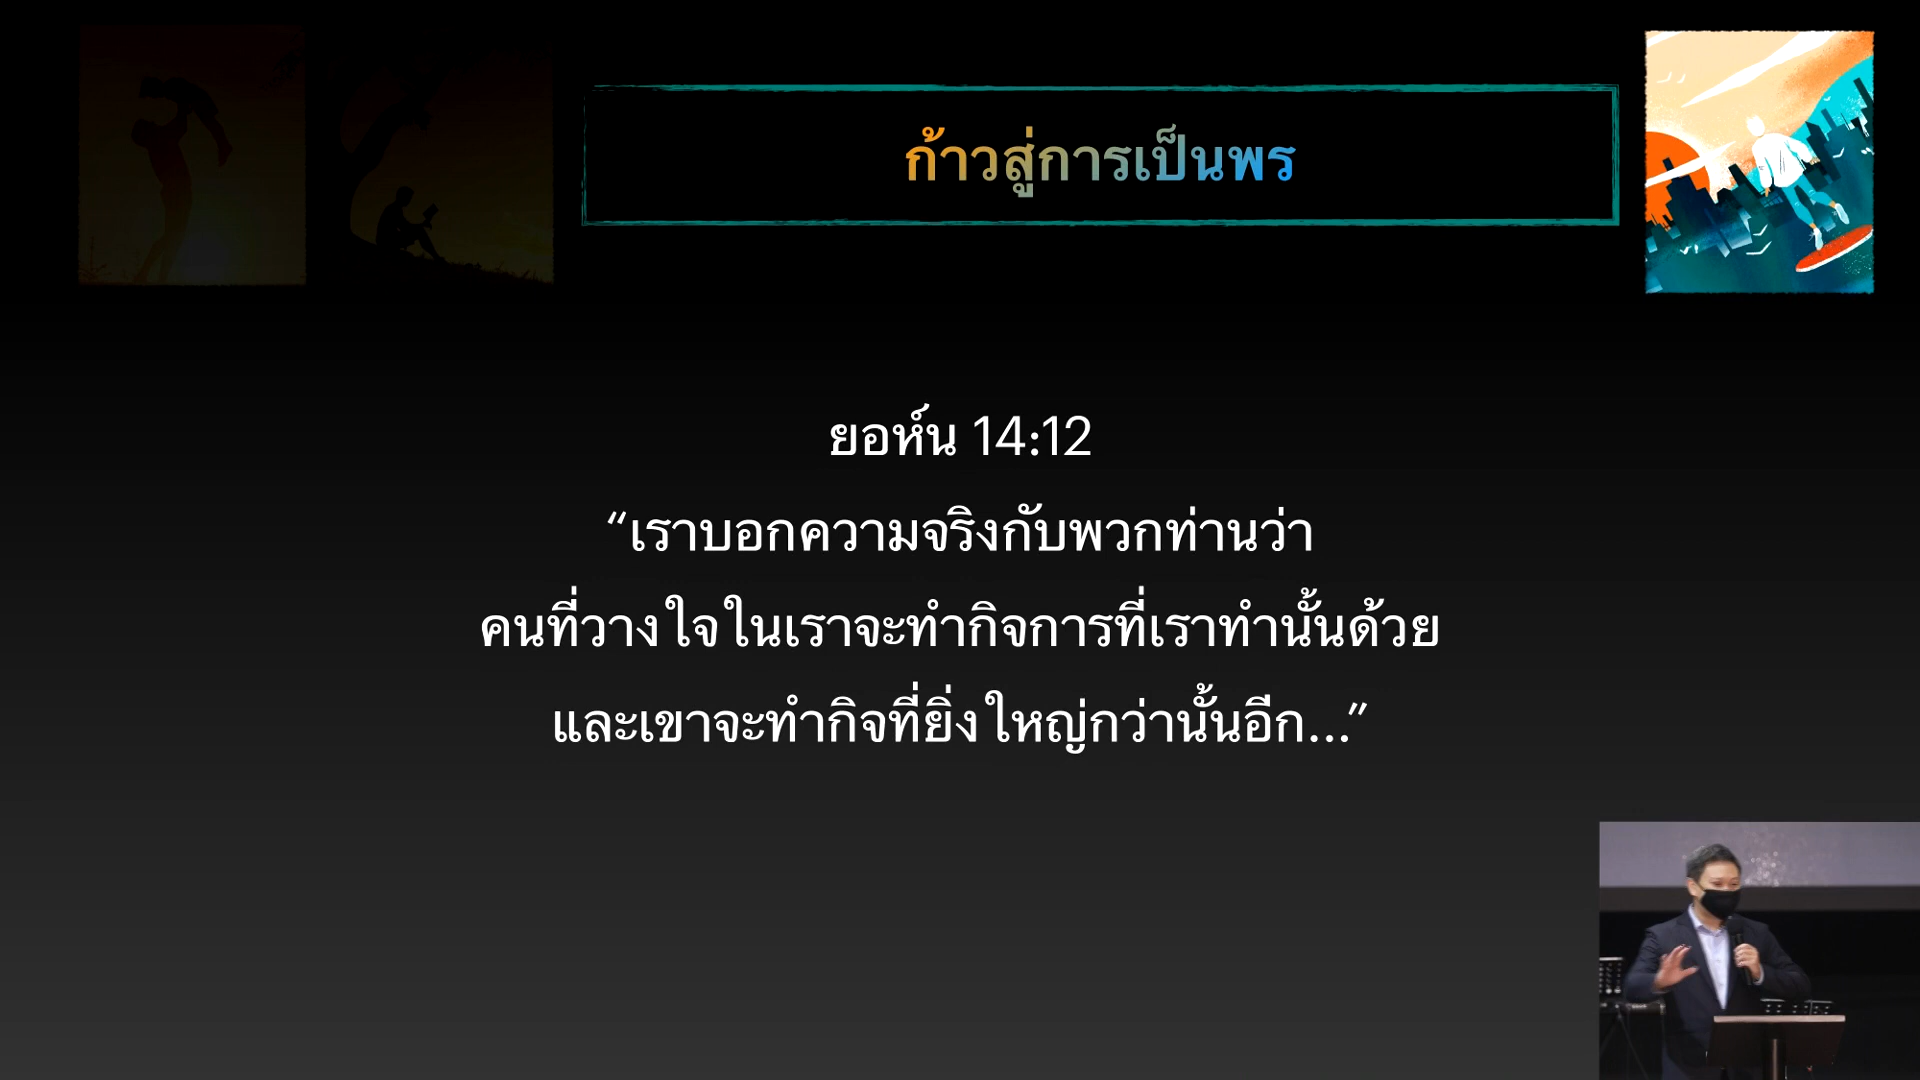 ก้าวสู่การเป็นพร
ยอห์น 14:12
“เราบอกความจริงกับพวกท่านว่า
คนที่วางใจในเราจะทำกิจการที่เราทำนั้นด้วย
และเขาจะทำกิจที่ยิ่งใหญ่กว่านั้นอีก...”